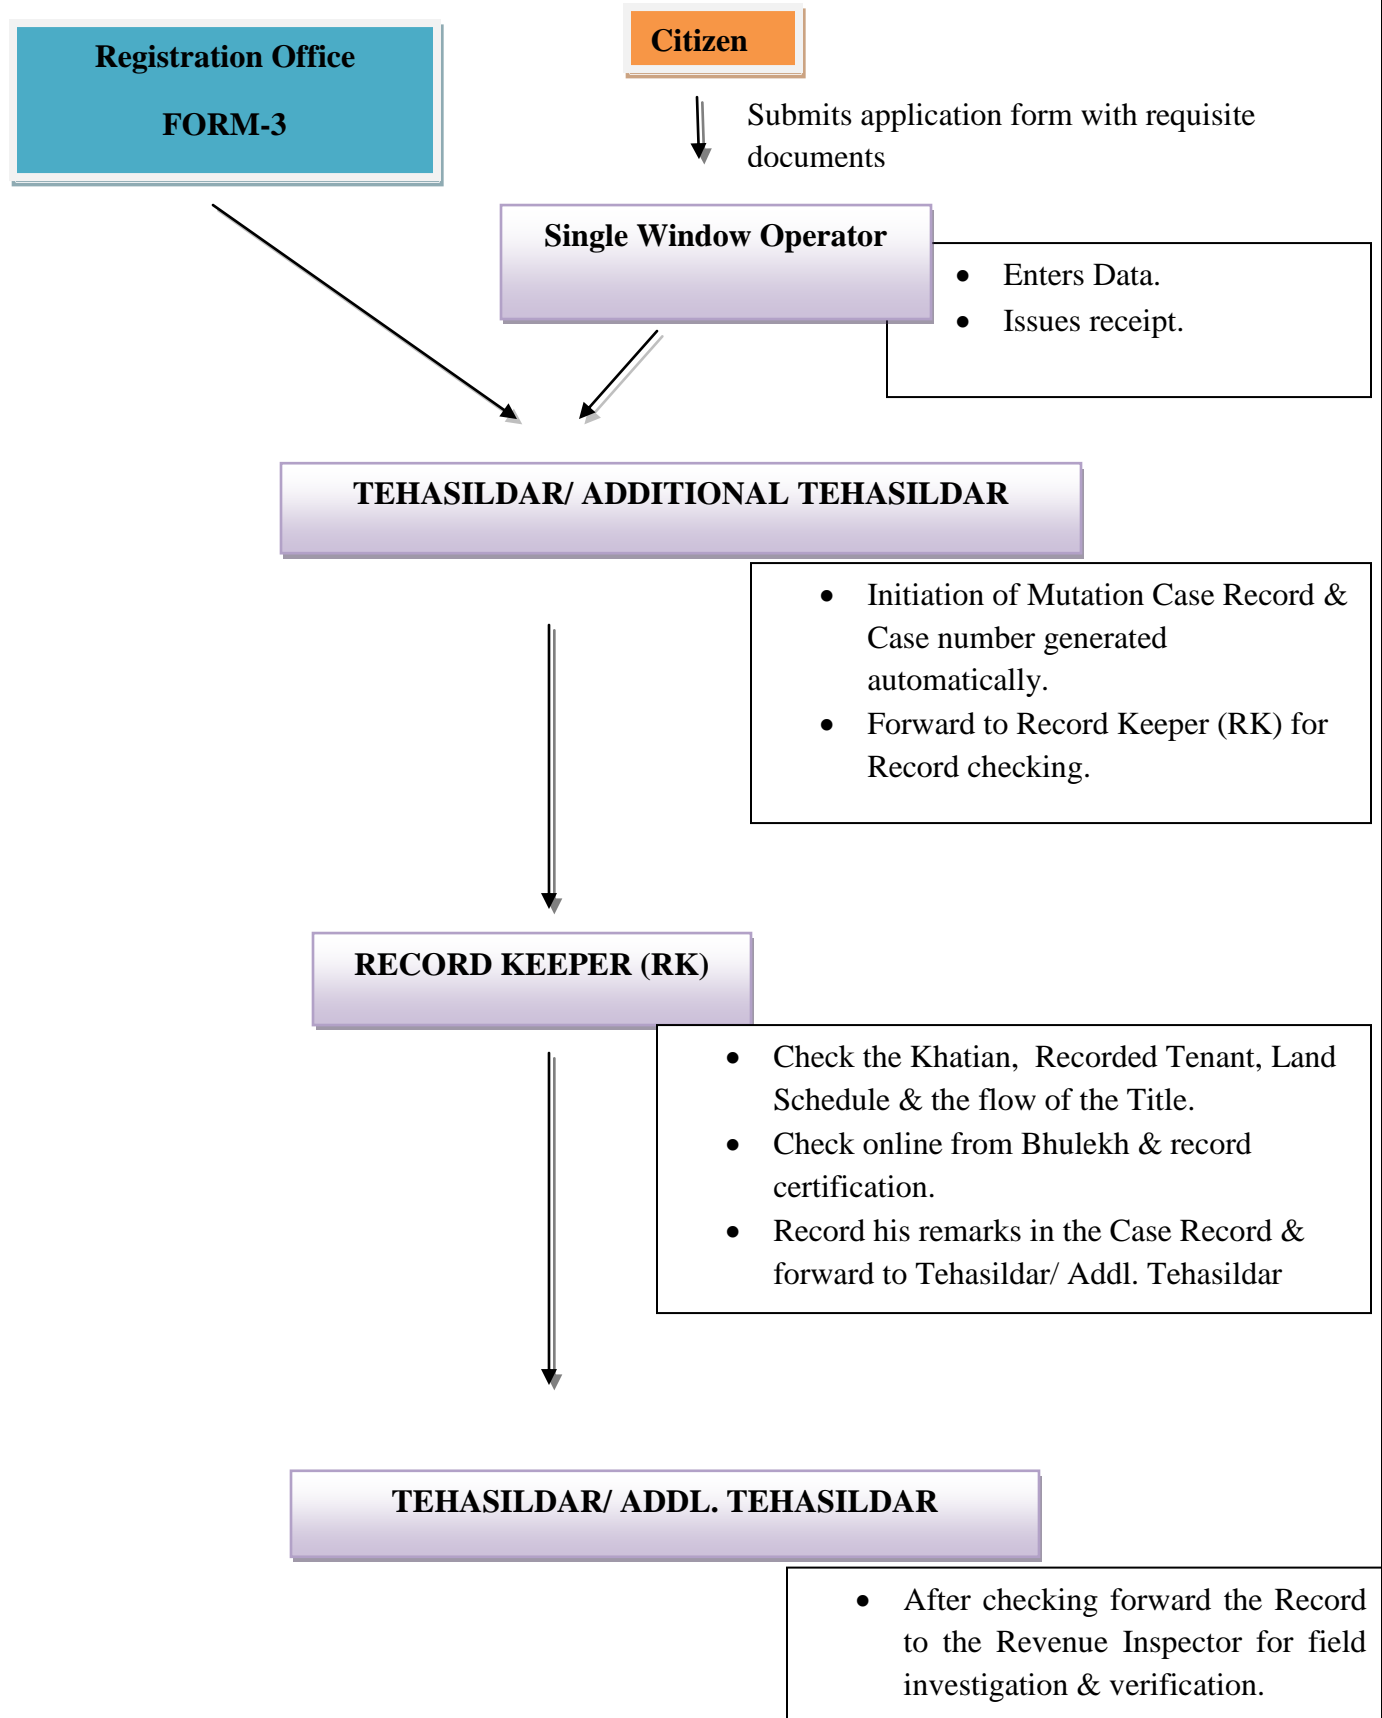 Registration Office
FORM-3
Citizen
Submits application form with requisite
documents
Single Window Operator
• Enters Data.
• Issues receipt.
TEHASILDAR/ ADDITIONAL TEHASILDAR
• Initiation of Mutation Case Record &
Case number generated
automatically.
• Forward to Record Keeper (RK) for
Record checking.
RECORD KEEPER (RK)
• Check the Khatian, Recorded Tenant, Land
Schedule & the flow of the Title.
• Check online from Bhulekh & record
certification.
• Record his remarks in the Case Record &
forward to Tehasildar/ Addl. Tehasildar
TEHASILDAR/ ADDL. TEHASILDAR
• After checking forward the Record
to the Revenue Inspector for field
investigation & verification.